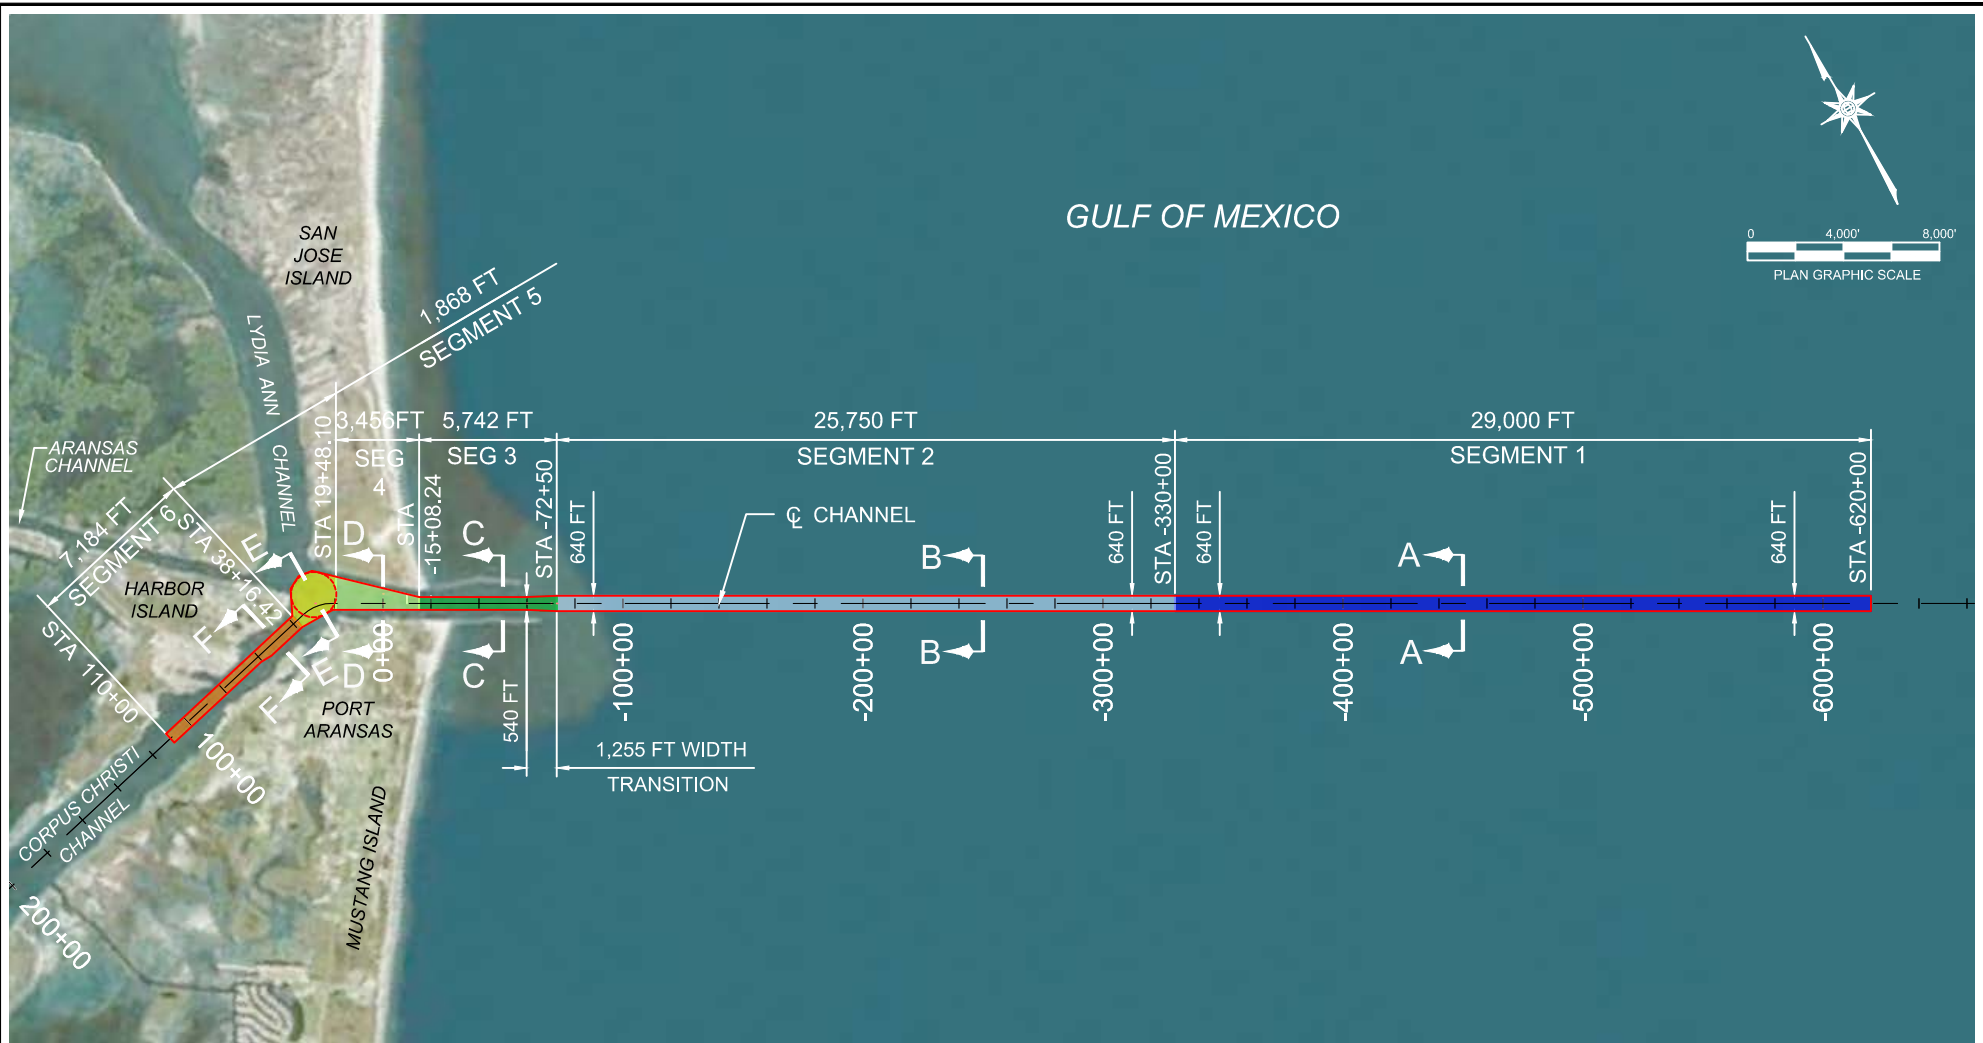 GULF OF MEXICO
0 4,000' 8,000'
PLAN GRAPHIC SCALE
SAN
JOSE
ISLAND
1,868 FT
SEGMENT 5
LYDIA ANN
CHANNEL
ARANSAS
CHANNEL
7,184 FT
SEGMENT 6
STA 38+16.42
STA 110+00
HARBOR
ISLAND
3,456FT
SEG
4
5,742 FT
SEG 3
25,750 FT
SEGMENT 2
29,000 FT
SEGMENT 1
STA 19+48.10
STA
-15+08.24
STA -72+50
STA -330+00
STA -620+00
640 FT
640 FT
640 FT
640 FT
℄ CHANNEL
E
D
C
B
A
F
F
E
D
C
B
A
0+00
-100+00
-200+00
-300+00
-400+00
-500+00
-600+00
540 FT
1,255 FT WIDTH
TRANSITION
PORT
ARANSAS
MUSTANG ISLAND
100+00
CORPUS CHRISTI
CHANNEL
200+00